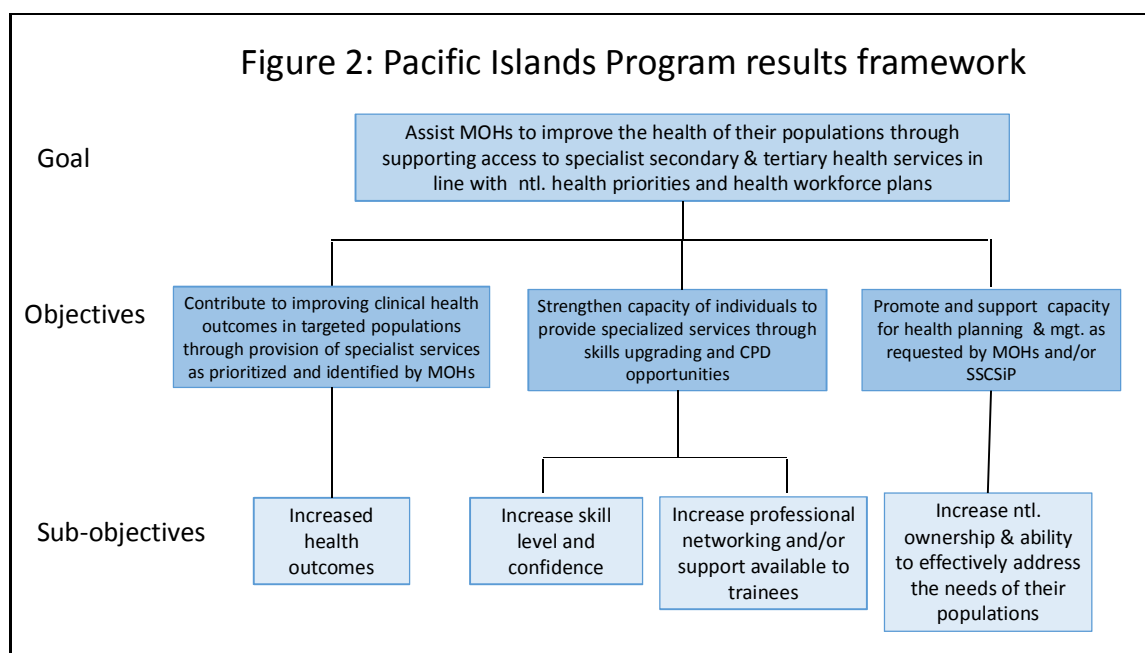 Figure 2: Pacific Islands Program results framework
Goal
Assist MOHs to improve the health of their populations through
supporting access to specialist secondary & tertiary health services in
line with ntl. health priorities and health workforce plans
Objectives
Contribute to improving clinical health
outcomes in targeted populations
through provision of specialist services
as prioritized and identified by MOHs
Strengthen capacity of individuals to
provide specialized services through
skills upgrading and CPD
opportunities
Promote and support capacity
for health planning & mgt. as
requested by MOHs and/or
SSCSiP
Sub-objectives
Increased
health
outcomes
Increase skill
level and
confidence
Increase professional
networking and/or
support available to
trainees
Increase ntl.
ownership & ability
to effectively address
the needs of their
populations